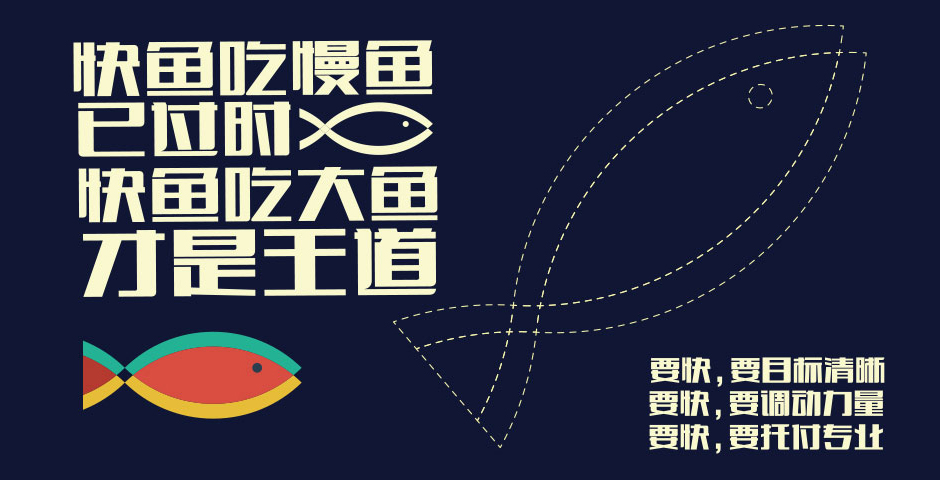 快鱼吃慢鱼
已过时
快鱼吃大鱼
才是王道
要快，要目标清晰
要快，要调动力量
要快，要托付专业